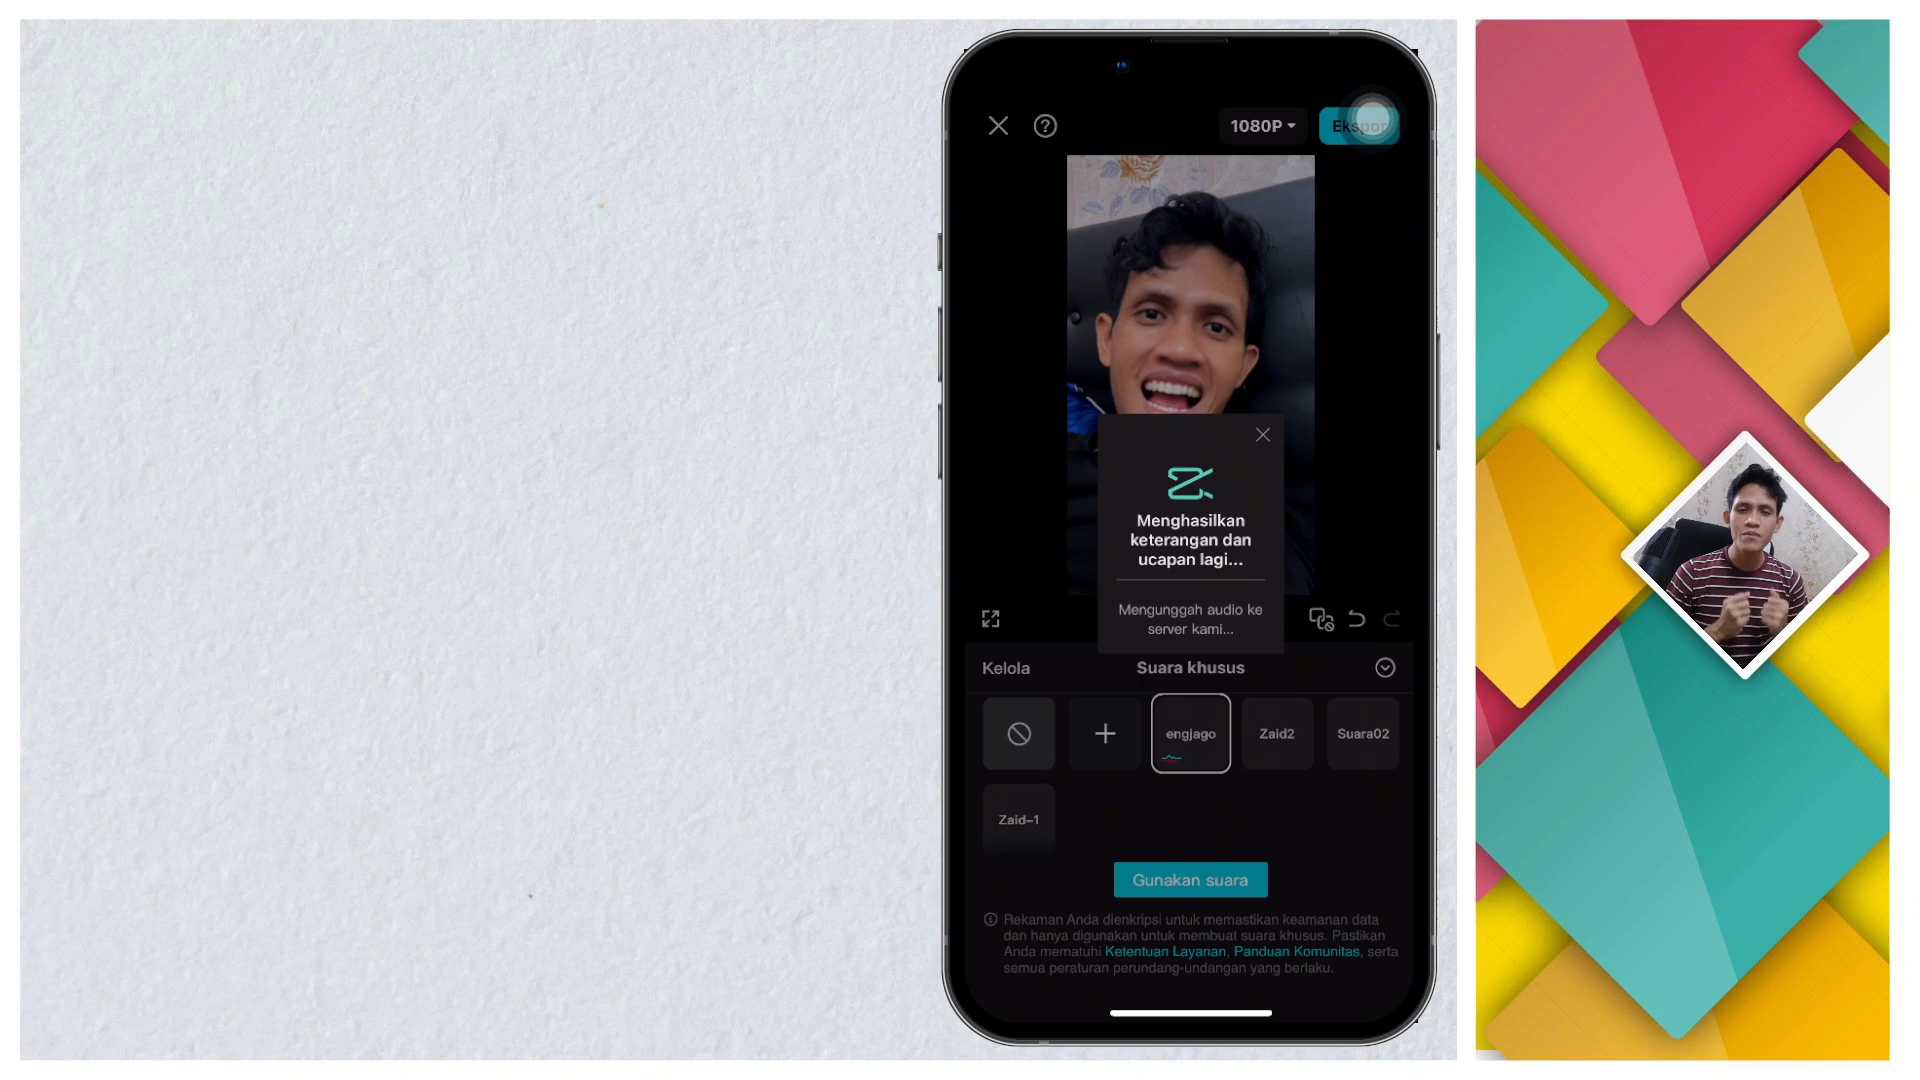 1080P
Ekspor
Menghasilkan
keterangan dan
ucapan lagi...
Mengunggah audio ke
server kami...
Kelola
Suara khusus
engjago
Zaid2
Suara02
Zaid-1
Gunakan suara
Rekaman Anda dienkripsi untuk memastikan keamanan data
dan hanya digunakan untuk membuat suara khusus. Pastikan
Anda mematuhi Ketentuan Layanan, Panduan Komunitas, serta
semua peraturan perundang-undangan yang berlaku.